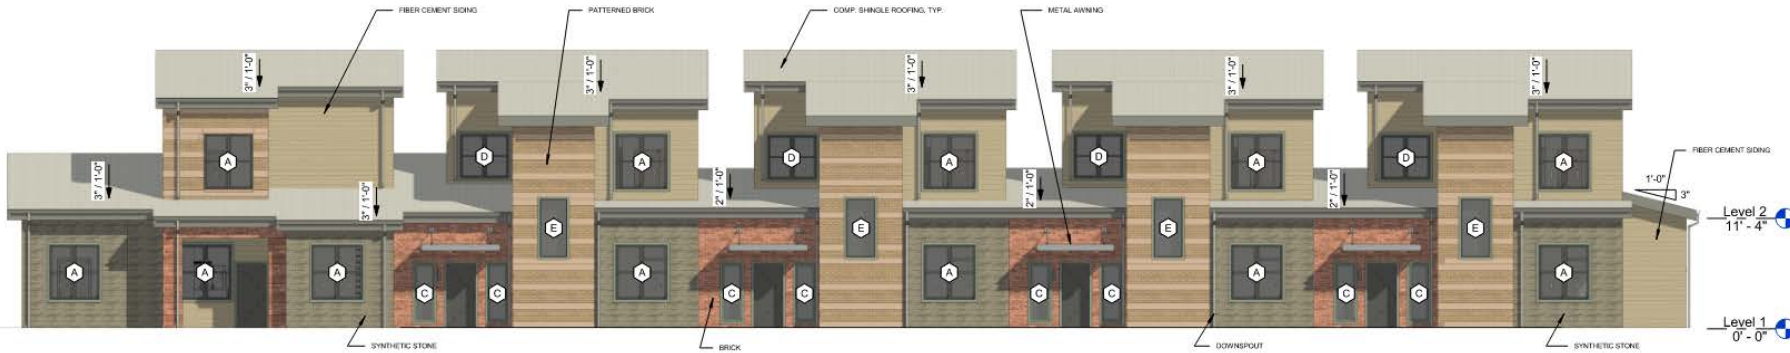 FIBER CEMENT SIDING
PATTERNED BRICK
COMP. SHINGLE ROOFING, TYP.
METAL AWNING
3" / 1'-0"
3" / 1'-0"
3" / 1'-0"
3" / 1'-0"
3" / 1'-0"
A
D
A
D
A
D
A
D
A
FIBER CEMENT SIDING
3" / 1'-0"
3" / 1'-0"
2" / 1'-0"
2" / 1'-0"
2" / 1'-0"
1'-0"
3"
Level 2
11' - 4"
E
E
E
E
A
A
A
C
C
A
C
C
A
C
C
A
C
C
A
Level 1
0' - 0"
SYNTHETIC STONE
BRICK
DOWNSPOUT
SYNTHETIC STONE